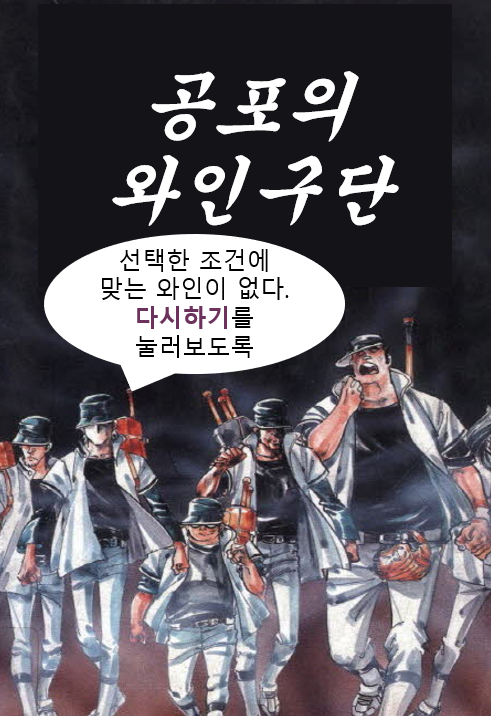 공포의
와인구단
선택한 조건에
맞는 와인이 없다.
다시하기를
눌러보도록